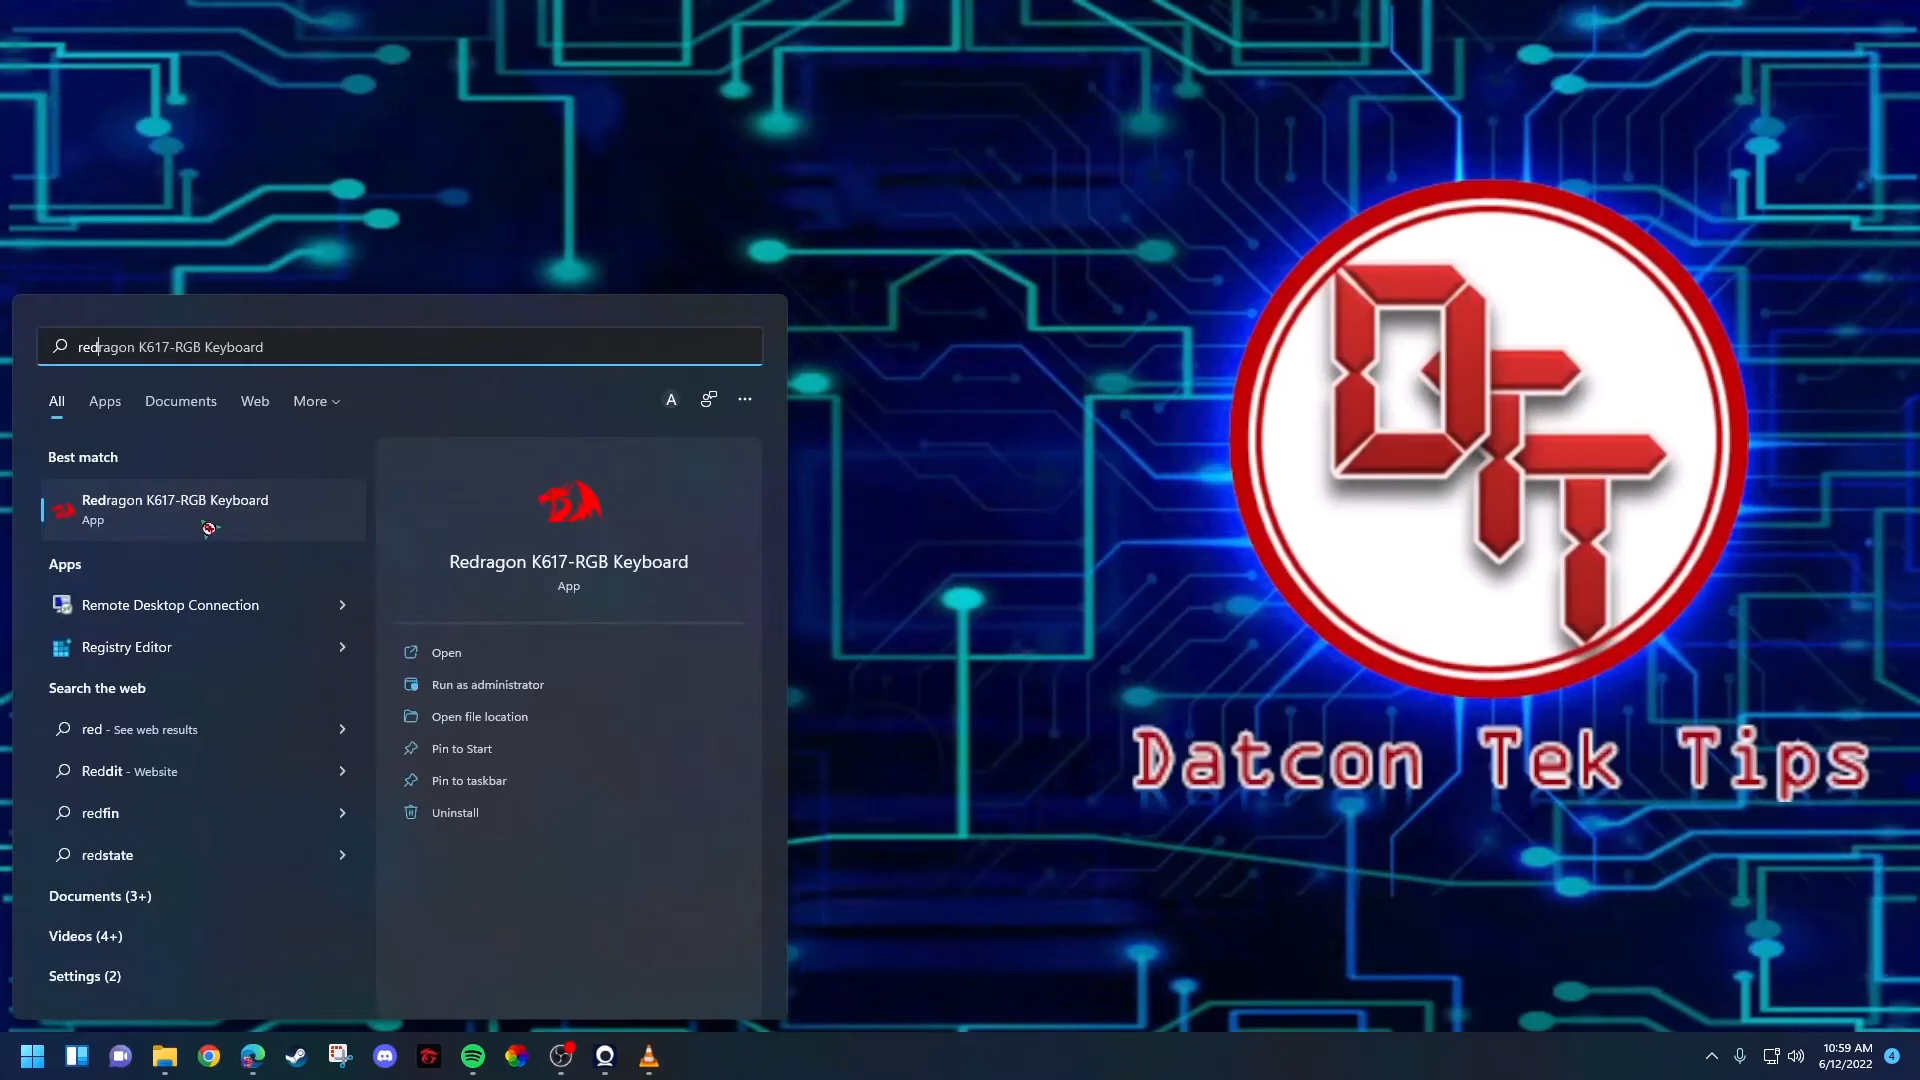 redragon K617-RGB Keyboard
All Apps Documents Web More
A
Best match
Redragon K617-RGB Keyboard
App
Apps
Remote Desktop Connection
Registry Editor
Search the web
red - See web results
Reddit - Website
redfin
redstate
Documents (3+)
Videos (4+)
Settings (2)
Redragon K617-RGB Keyboard
App
Open
Run as administrator
Open file location
Pin to Start
Pin to taskbar
Uninstall
DTT
Datcon Tek Tips
10:59 AM
6/12/2022
4